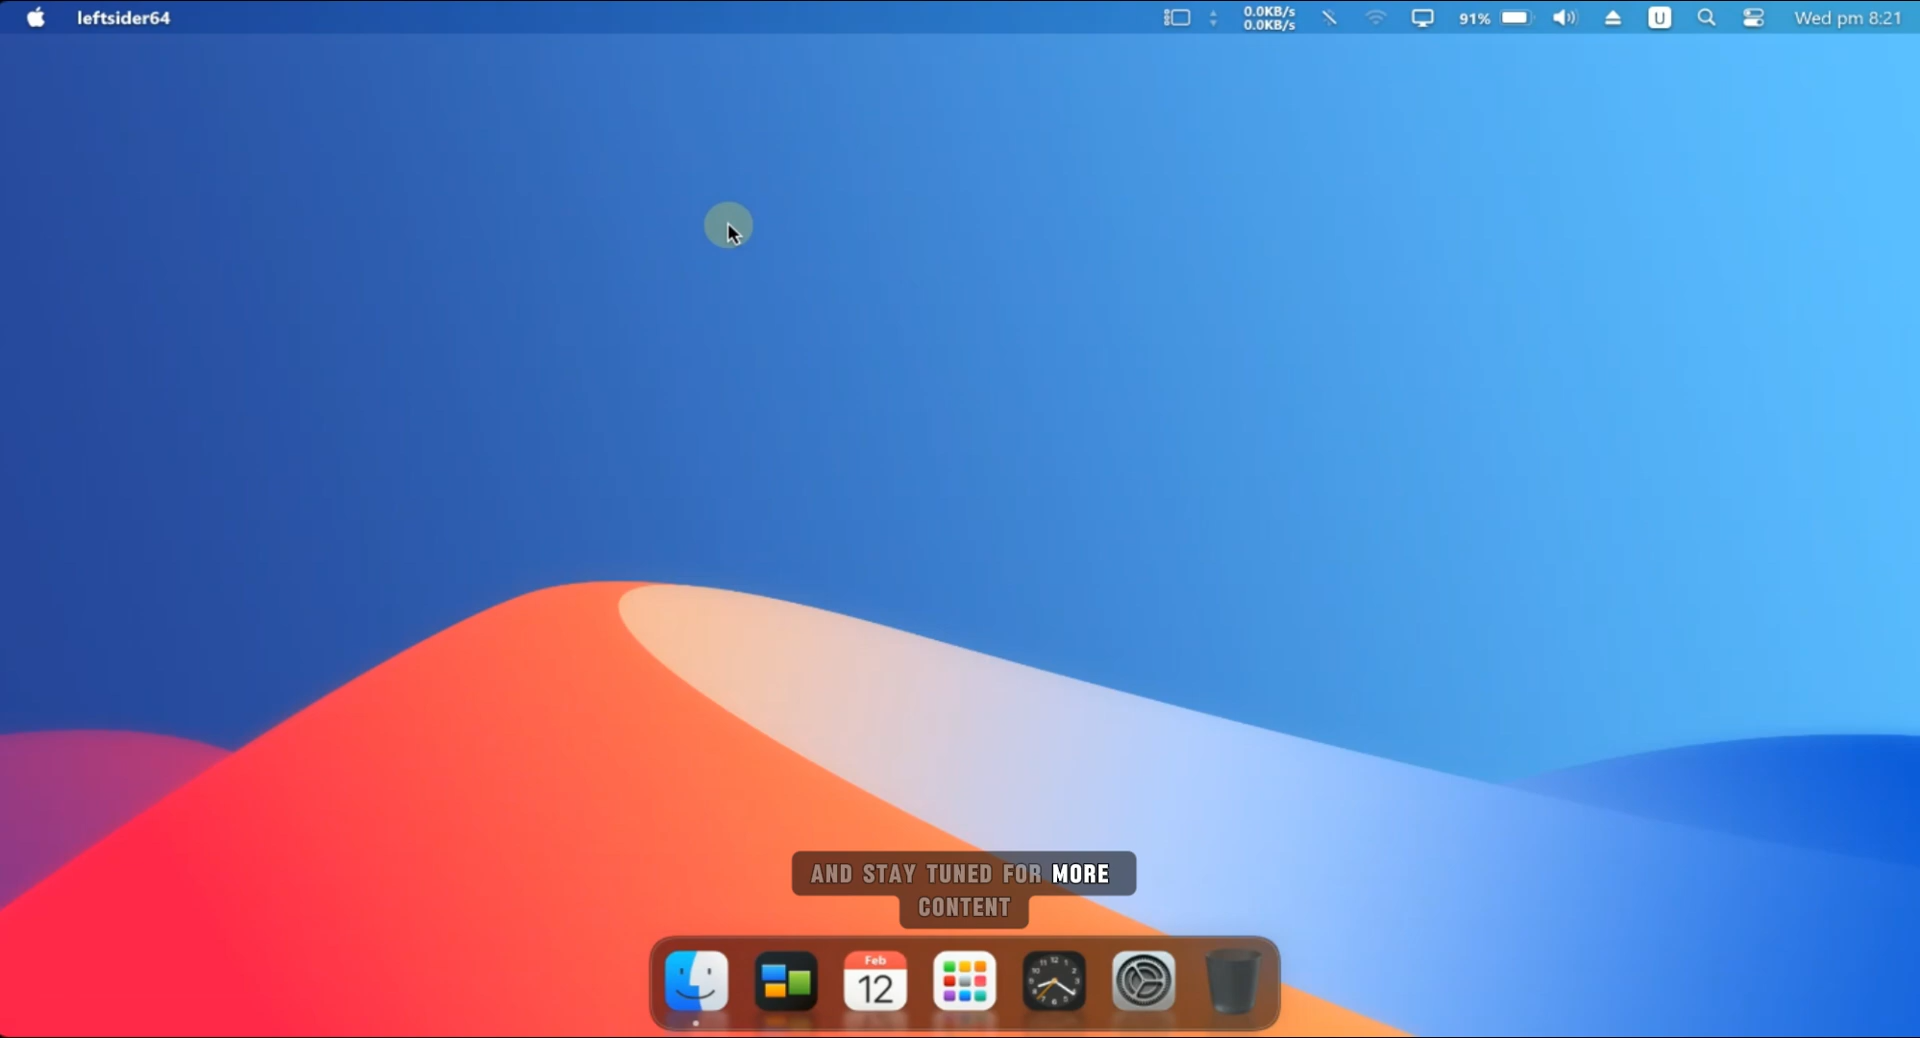 leftsider64
0.0KB/s
0.0KB/s
91%
U
Wed pm 8:21
AND STAY TUNED FOR MORE
CONTENT
Feb
12